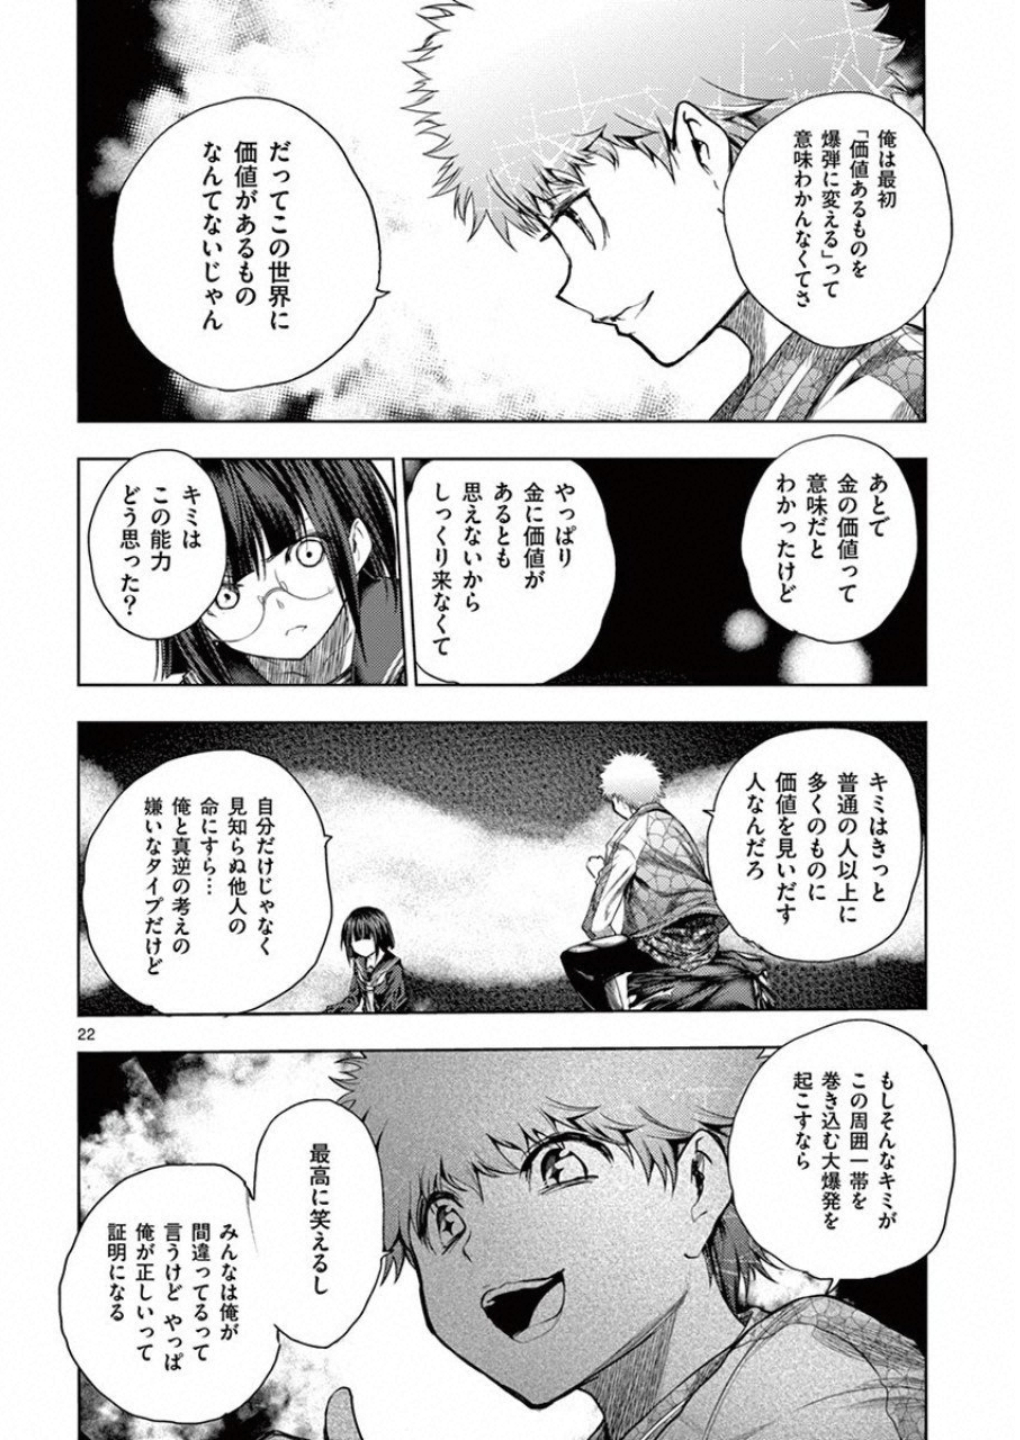 俺は最初
「価値あるものを
爆弾に変える」って
意味わかんなくてさ
だってこの世界に
価値があるもの
なんてないじゃん
あとで
金の価値って
意味だと
わかったけど
やっぱり
金に価値が
あるとも
思えないから
しっくり来なくて
キミは
この能力
どう思った？
キミはきっと
普通の人以上に
多くのものに
価値を見いだす
人なんだろ
自分だけじゃなく
見知らぬ他人の
命にすら…
俺と真逆の考えの
嫌いなタイプだけど
22
もしそんなキミが
この周囲一帯を
巻き込む大爆発を
起こすなら
最高に笑えるし
みんなは俺が
間違ってるって
言うけど やっぱ
俺が正しいって
証明になる